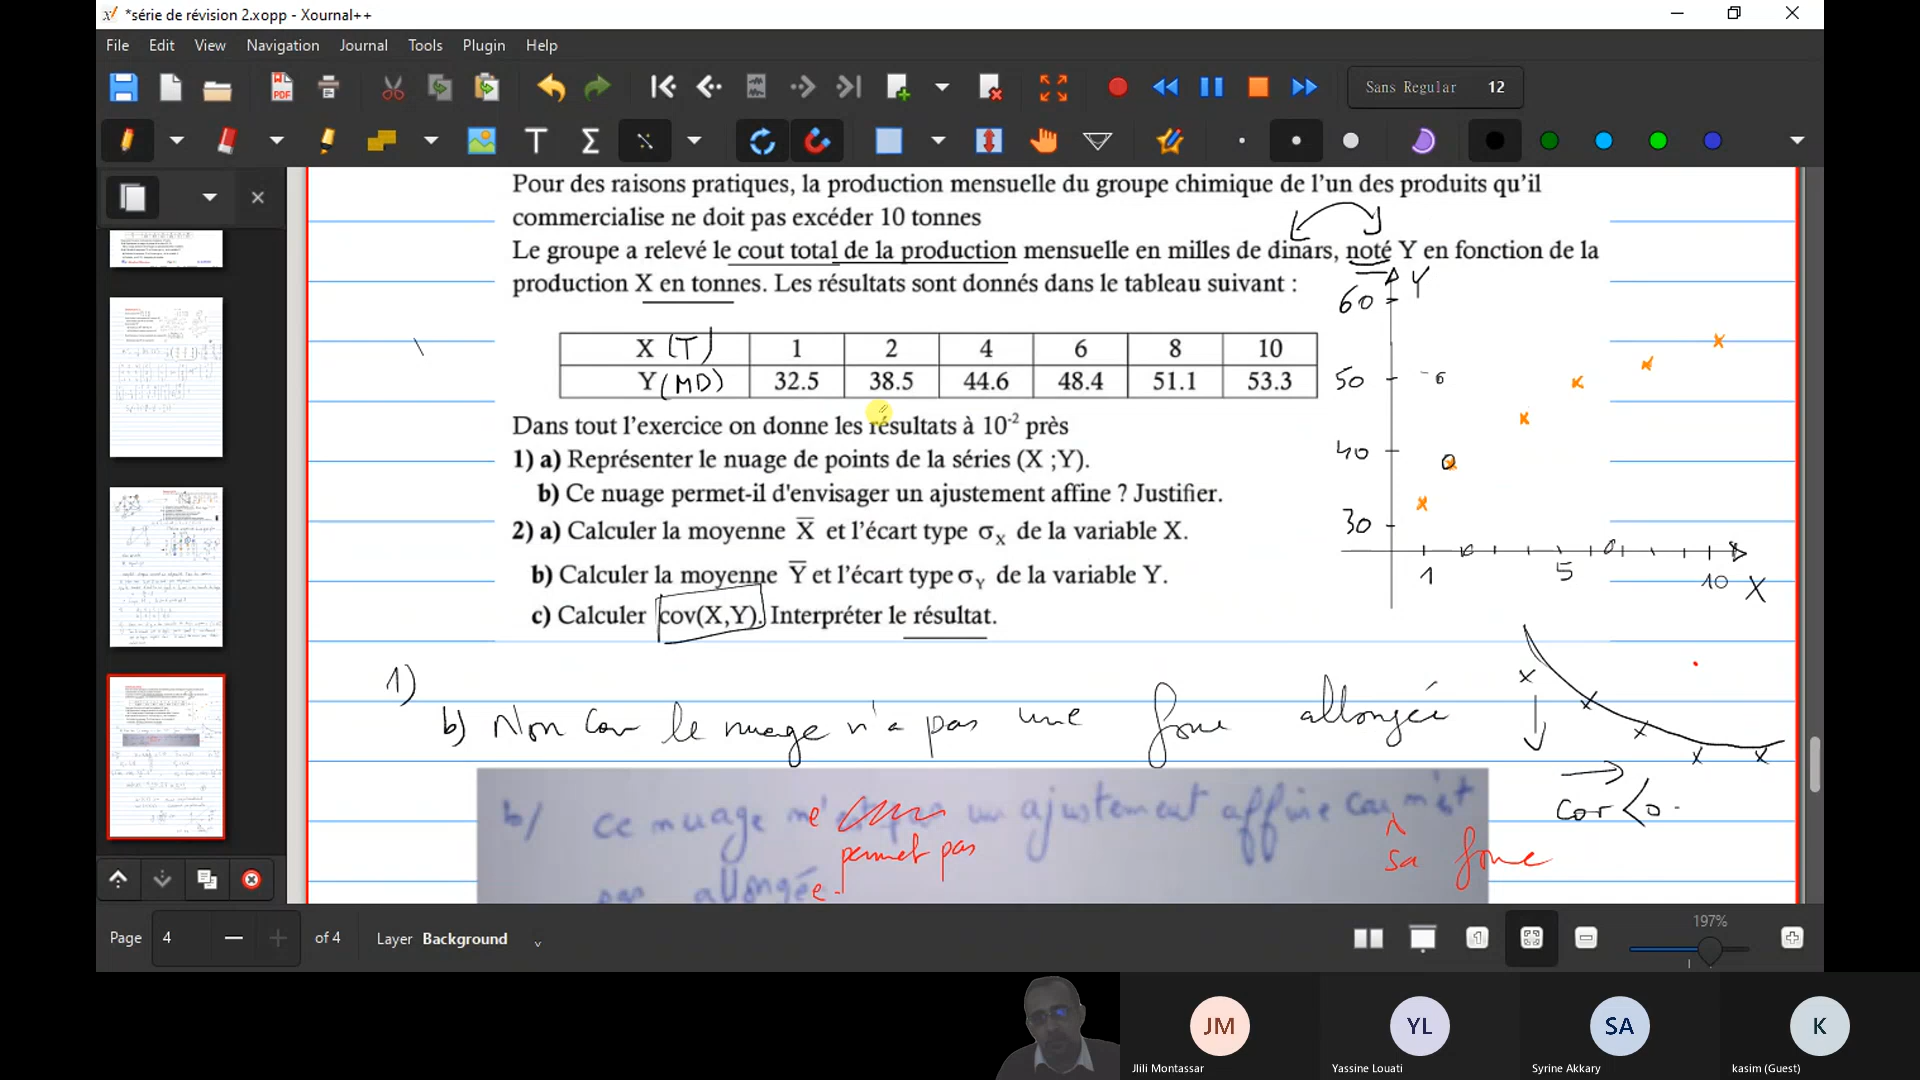 *série de révision 2.xopp - Xournal++
File Edit View Navigation Journal Tools Plugin Help
PDF
Sans Regular 12
T Σ
Pour des raisons pratiques, la production mensuelle du groupe chimique de l'un des produits qu'il
commercialise ne doit pas excéder 10 tonnes
Le groupe a relevé le cout total de la production mensuelle en milles de dinars, noté Y en fonction de la
production X en tonnes. Les résultats sont donnés dans le tableau suivant :
X (T) 1 2 4 6 8 10
Y (MD) 32.5 38.5 44.6 48.4 51.1 53.3
Y
60
50
40
30
1 5 10 X
Dans tout l'exercice on donne les résultats à 10-2 près
1) a) Représenter le nuage de points de la séries (X ;Y).
b) Ce nuage permet-il d'envisager un ajustement affine ? Justifier.
2) a) Calculer la moyenne X̅ et l'écart type σX de la variable X.
b) Calculer la moyenne Y̅ et l'écart type σY de la variable Y.
c) Calculer cov(X,Y). Interpréter le résultat.
1)
b) Non car le nuage n'a pas une forme allongée
cov <0
b/ ce nuage ne un ajustement affine car n'est
permet pas
sa forme
pas allongée
Page 4 of 4 Layer Background
197%
JM YL SA K
Jlili Montassar Yassine Louati Syrine Akkary kasim (Guest)